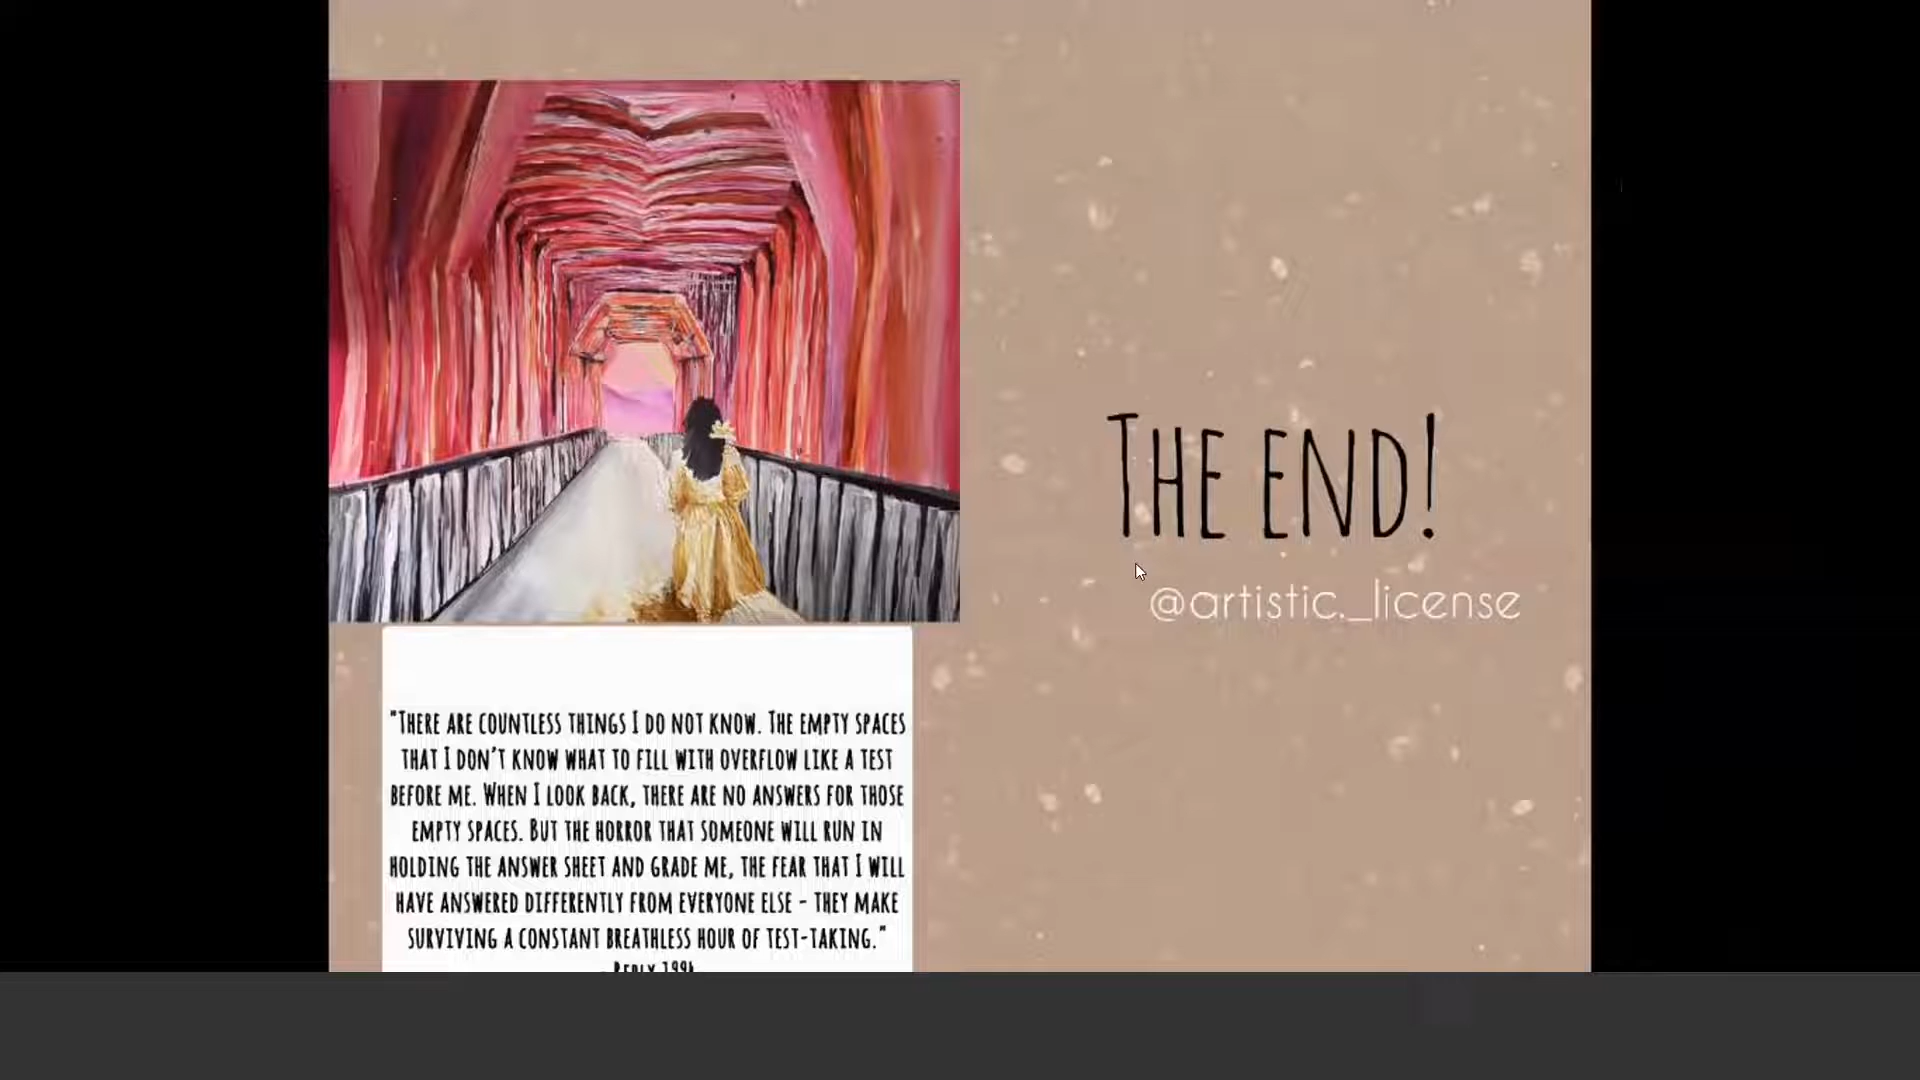 THE END!
@artistic._license
"THERE ARE COUNTLESS THINGS I DO NOT KNOW. THE EMPTY SPACES
THAT I DON'T KNOW WHAT TO FILL WITH OVERFLOW LIKE A TEST
BEFORE ME. WHEN I LOOK BACK, THERE ARE NO ANSWERS FOR THOSE
EMPTY SPACES. BUT THE HORROR THAT SOMEONE WILL RUN IN
HOLDING THE ANSWER SHEET AND GRADE ME, THE FEAR THAT I WILL
HAVE ANSWERED DIFFERENTLY FROM EVERYONE ELSE - THEY MAKE
SURVIVING A CONSTANT BREATHLESS HOUR OF TEST-TAKING."
- REPLY